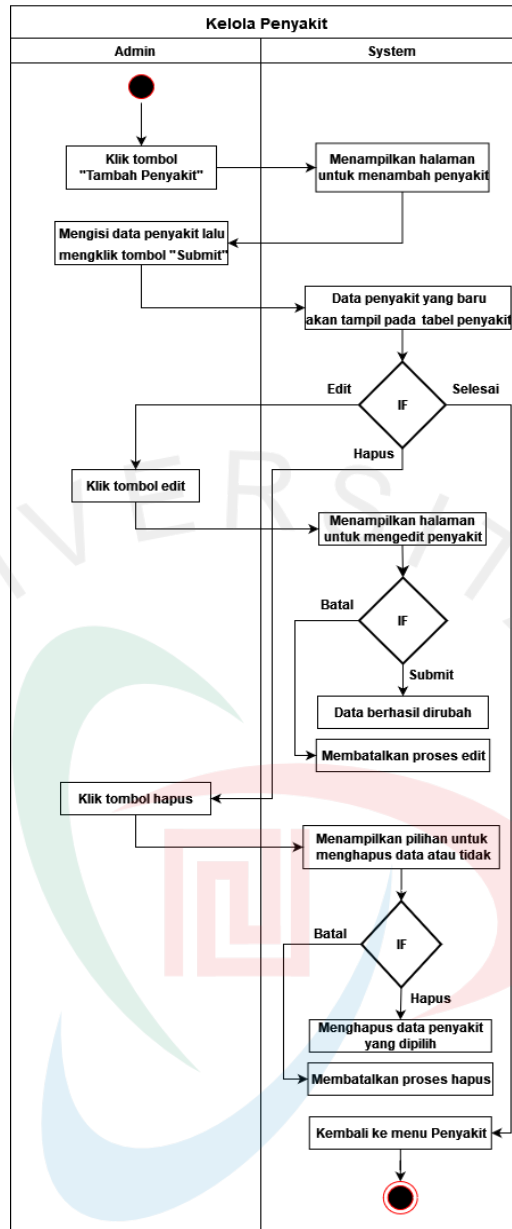 Kelola Penyakit
Admin
System
Klik tombol
"Tambah Penyakit"
Menampilkan halaman
untuk menambah penyakit
Mengisi data penyakit lalu
mengklik tombol "Submit"
Data penyakit yang baru
akan tampil pada tabel penyakit
Edit
IF
Selesai
Hapus
Klik tombol edit
Menampilkan halaman
untuk mengedit penyakit
Batal
IF
Submit
Data berhasil dirubah
Membatalkan proses edit
Klik tombol hapus
Menampilkan pilihan untuk
menghapus data atau tidak
Batal
IF
Hapus
Menghapus data penyakit
yang dipilih
Membatalkan proses hapus
Kembali ke menu Penyakit